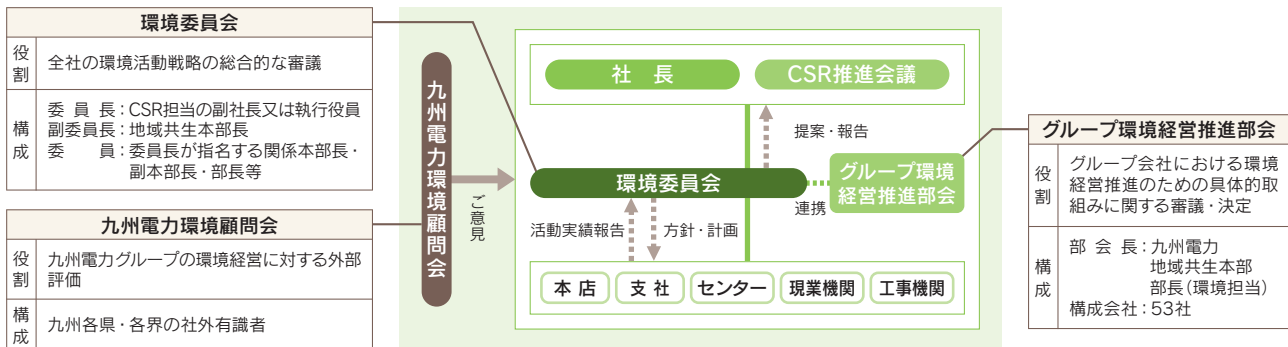 環境委員会
役割
全社の環境活動戦略の総合的な審議
構成
委員長：CSR担当の副社長又は執行役員
副委員長：地域共生本部長
委員：委員長が指名する関係本部長・
副本部長・部長等
九州電力環境顧問会
役割
九州電力グループの環境経営に対する外部
評価
構成
九州各県・各界の社外有識者
九州電力環境顧問会
ご意見
社長
CSR推進会議
提案・報告
環境委員会
連携
グループ環境
経営推進部会
活動実績報告
方針・計画
本店
支社
センター
現業機関
工事機関
グループ環境経営推進部会
役割
グループ会社における環境
経営推進のための具体的取
組みに関する審議・決定
構成
部会長：九州電力
地域共生本部
部長（環境担当）
構成会社：53社